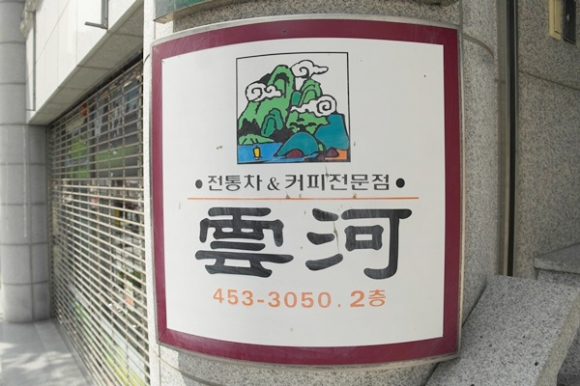 • 전통차 & 커피전문점 •
雲河
453-3050. 2층